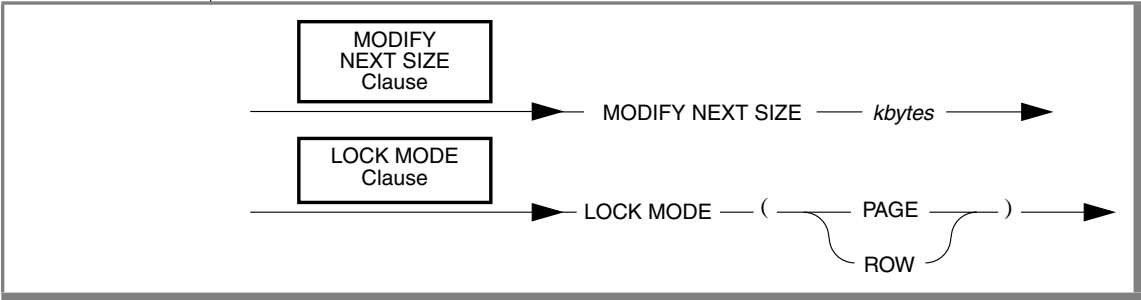 MODIFY
NEXT SIZE
Clause
MODIFY NEXT SIZE kbytes
LOCK MODE
Clause
LOCK MODE ( PAGE )
ROW